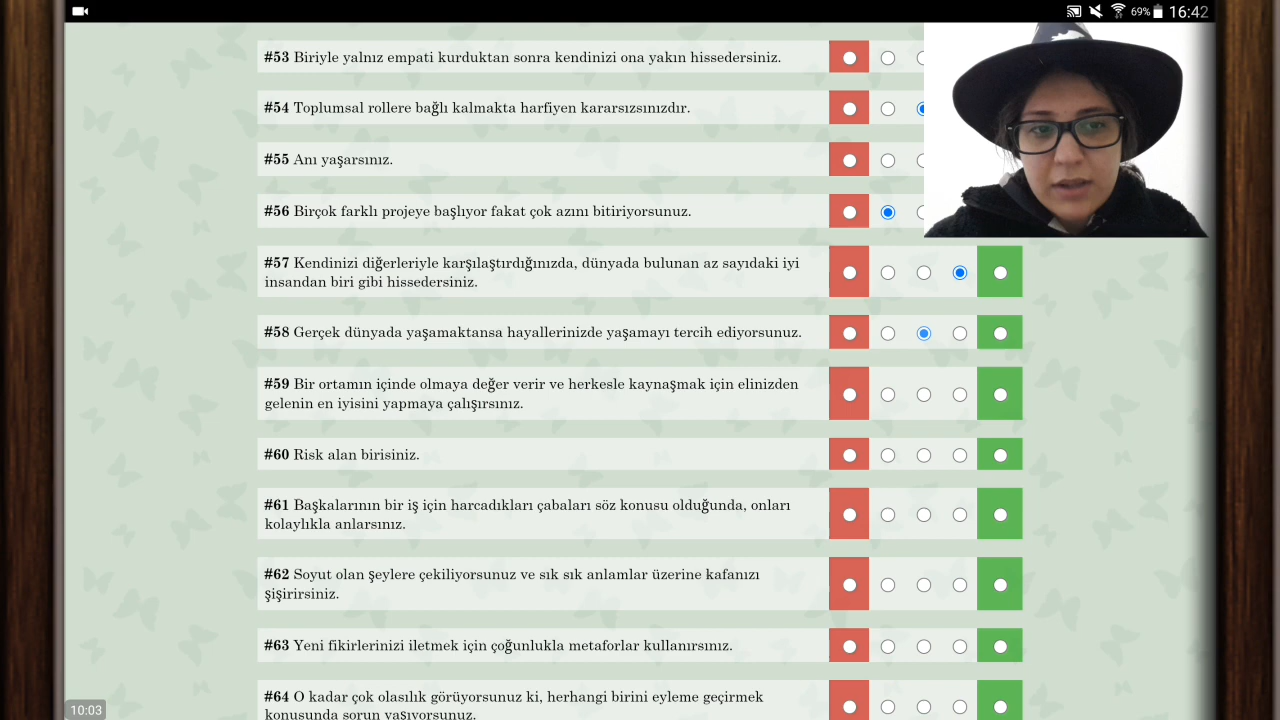 69% 16:42
#53 Biriyle yalnız empati kurduktan sonra kendinizi ona yakın hissedersiniz.
#54 Toplumsal rollere bağlı kalmakta harfiyen kararsızsınızdır.
#55 Anı yaşarsınız.
#56 Birçok farklı projeye başlıyor fakat çok azını bitiriyorsunuz.
#57 Kendinizi diğerleriyle karşılaştırdığınızda, dünyada bulunan az sayıdaki iyi
insandan biri gibi hissedersiniz.
#58 Gerçek dünyada yaşamaktansa hayallerinizde yaşamayı tercih ediyorsunuz.
#59 Bir ortamın içinde olmaya değer verir ve herkesle kaynaşmak için elinizden
gelenin en iyisini yapmaya çalışırsınız.
#60 Risk alan birisiniz.
#61 Başkalarının bir iş için harcadıkları çabaları söz konusu olduğunda, onları
kolaylıkla anlarsınız.
#62 Soyut olan şeylere çekiliyorsunuz ve sık sık anlamlar üzerine kafanızı
şişirirsiniz.
#63 Yeni fikirlerinizi iletmek için çoğunlukla metaforlar kullanırsınız.
#64 O kadar çok olasılık görüyorsunuz ki, herhangi birini eyleme geçirmek
konusunda sorun yaşıyorsunuz.
10:03